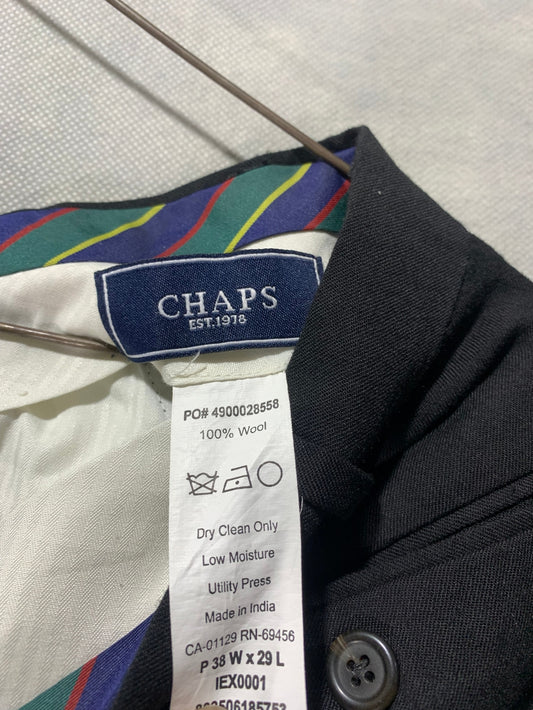 CHAPS
EST.1978
PO# 4900028558
100% Wool
Dry Clean Only
Low Moisture
Utility Press
Made in India
CA-01129 RN-69456
P 38 W x 29 L
IEX0001